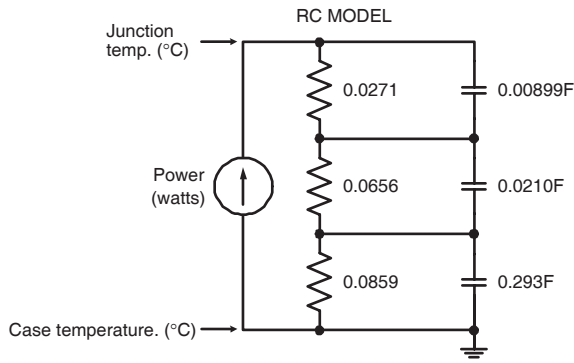 RC MODEL
Junction
temp. (°C)
0.0271
0.00899F
Power
(watts)
0.0656
0.0210F
0.0859
0.293F
Case temperature. (°C)